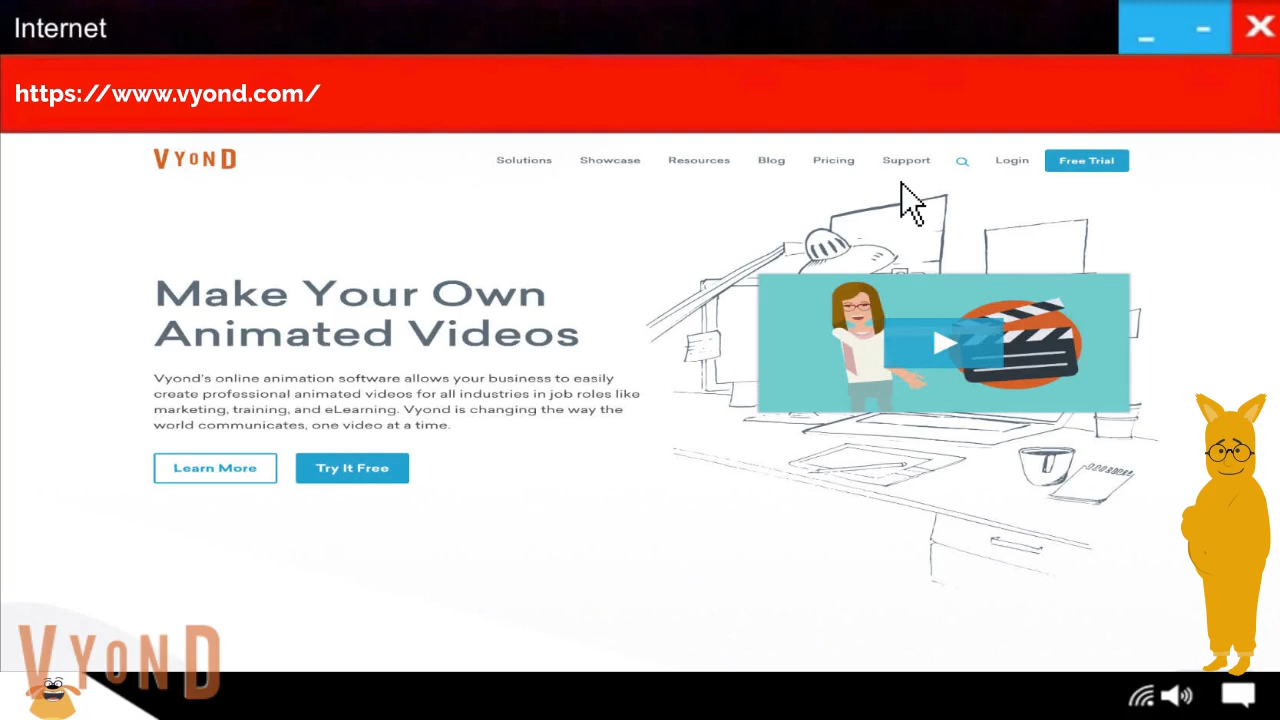 Internet
https://www.vyond.com/
VYOND
Solutions Showcase Resources Blog Pricing Support Login Free Trial
Make Your Own
Animated Videos
Vyond's online animation software allows your business to easily
create professional animated videos for all industries in job roles like
marketing, training, and eLearning. Vyond is changing the way the
world communicates, one video at a time.
Learn More Try It Free
VYOND